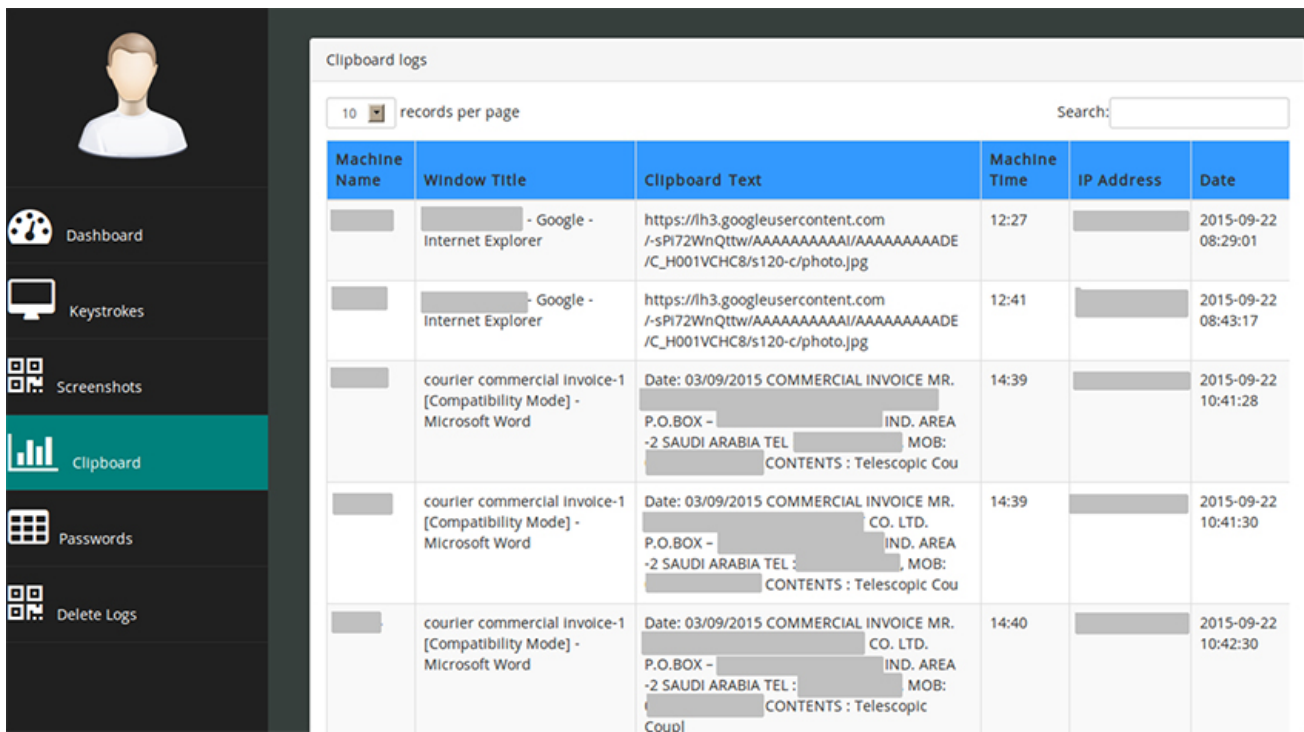 Clipboard logs
10 records per page
Search:
Machine Name
Window Title
Clipboard Text
Machine Time
IP Address
Date
Dashboard
Keystrokes
Screenshots
Clipboard
Passwords
Delete Logs
- Google -
Internet Explorer
https://lh3.googleusercontent.com
/-sPi72WnQttw/AAAAAAAAAAI/AAAAAAAAADE
/C_H001VCHC8/s120-c/photo.jpg
12:27
2015-09-22
08:29:01
- Google -
Internet Explorer
https://lh3.googleusercontent.com
/-sPi72WnQttw/AAAAAAAAAAI/AAAAAAAAADE
/C_H001VCHC8/s120-c/photo.jpg
12:41
2015-09-22
08:43:17
courier commercial invoice-1
[Compatibility Mode] -
Microsoft Word
Date: 03/09/2015 COMMERCIAL INVOICE MR.
P.O.BOX – IND. AREA
-2 SAUDI ARABIA TEL , MOB:
CONTENTS : Telescopic Cou
14:39
2015-09-22
10:41:28
courier commercial invoice-1
[Compatibility Mode] -
Microsoft Word
Date: 03/09/2015 COMMERCIAL INVOICE MR.
CO. LTD.
P.O.BOX – IND. AREA
-2 SAUDI ARABIA TEL : , MOB:
CONTENTS : Telescopic Cou
14:39
2015-09-22
10:41:30
courier commercial invoice-1
[Compatibility Mode] -
Microsoft Word
Date: 03/09/2015 COMMERCIAL INVOICE MR.
CO. LTD.
P.O.BOX – IND. AREA
-2 SAUDI ARABIA TEL : MOB:
CONTENTS : Telescopic
Coupl
14:40
2015-09-22
10:42:30